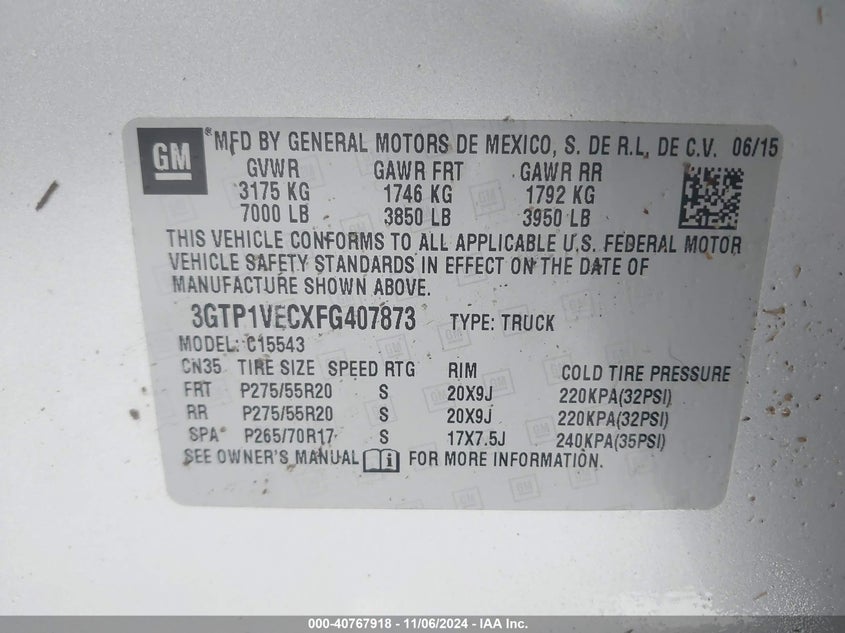 GM *MFD BY GENERAL MOTORS DE MEXICO, S. DE R.L. DE C.V. 06/15
GVWR GAWR FRT GAWR RR
3175 KG 1746 KG 1792 KG
7000 LB 3850 LB 3950 LB
THIS VEHICLE CONFORMS TO ALL APPLICABLE U.S. FEDERAL MOTOR
VEHICLE SAFETY STANDARDS IN EFFECT ON THE DATE OF
MANUFACTURE SHOWN ABOVE.
3GTP1VECXFG407873 TYPE: TRUCK
MODEL: C15543
CN35 TIRE SIZE SPEED RTG RIM COLD TIRE PRESSURE
FRT P275/55R20 S 20X9J 220KPA(32PSI)
RR P275/55R20 S 20X9J 220KPA(32PSI)
SPA P265/70R17 S 17X7.5J 240KPA(35PSI)
SEE OWNER'S MANUAL FOR MORE INFORMATION.
000-40767918 - 11/06/2024 - IAA Inc.